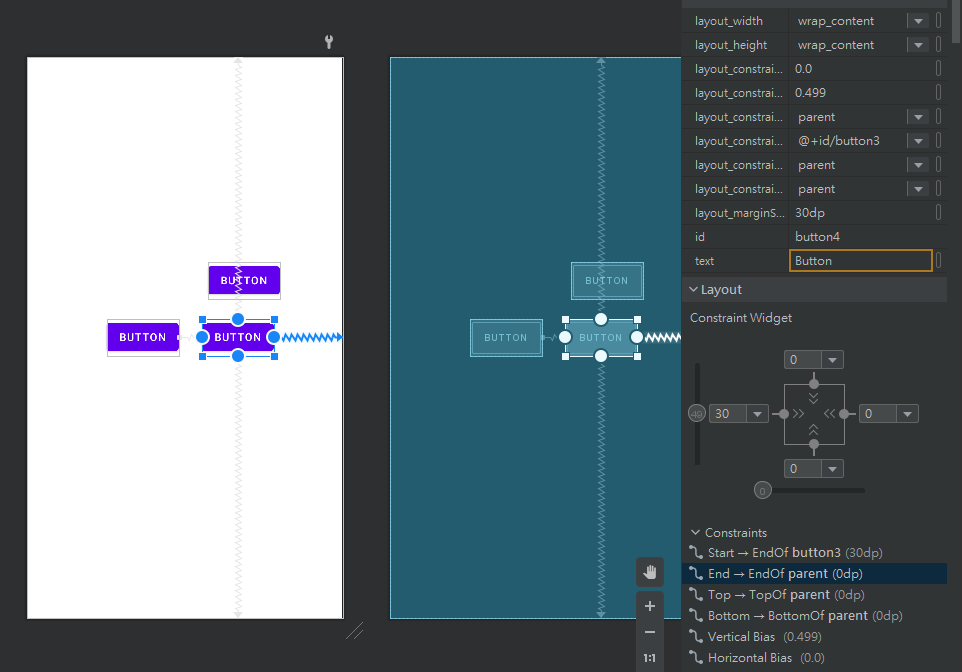 layout_width wrap_content
layout_height wrap_content
layout_constrai... 0.0
layout_constrai... 0.499
layout_constrai... parent
layout_constrai... @+id/button3
layout_constrai... parent
layout_constrai... parent
layout_marginS... 30dp
id button4
text Button
Layout
Constraint Widget
0
49 30 0
0
0
Constraints
Start → EndOf button3 (30dp)
End → EndOf parent (0dp)
Top → TopOf parent (0dp)
Bottom → BottomOf parent (0dp)
Vertical Bias (0.499)
Horizontal Bias (0.0)
BUTTON
BUTTON BUTTON
BUTTON
BUTTON BUTTON
1:1